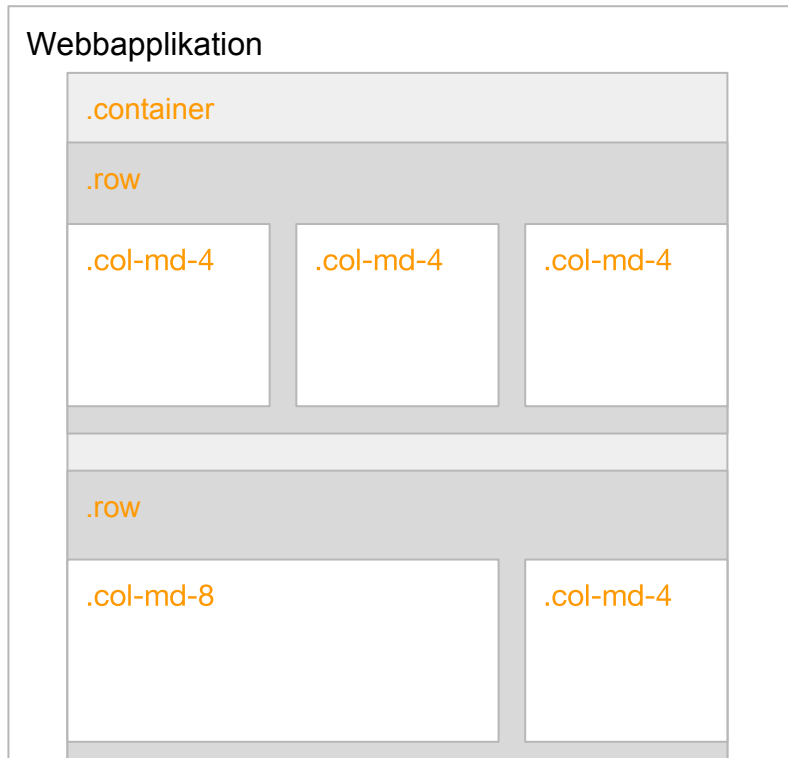 Webbapplikation
.container
.row
.col-md-4 .col-md-4 .col-md-4
.row
.col-md-8 .col-md-4